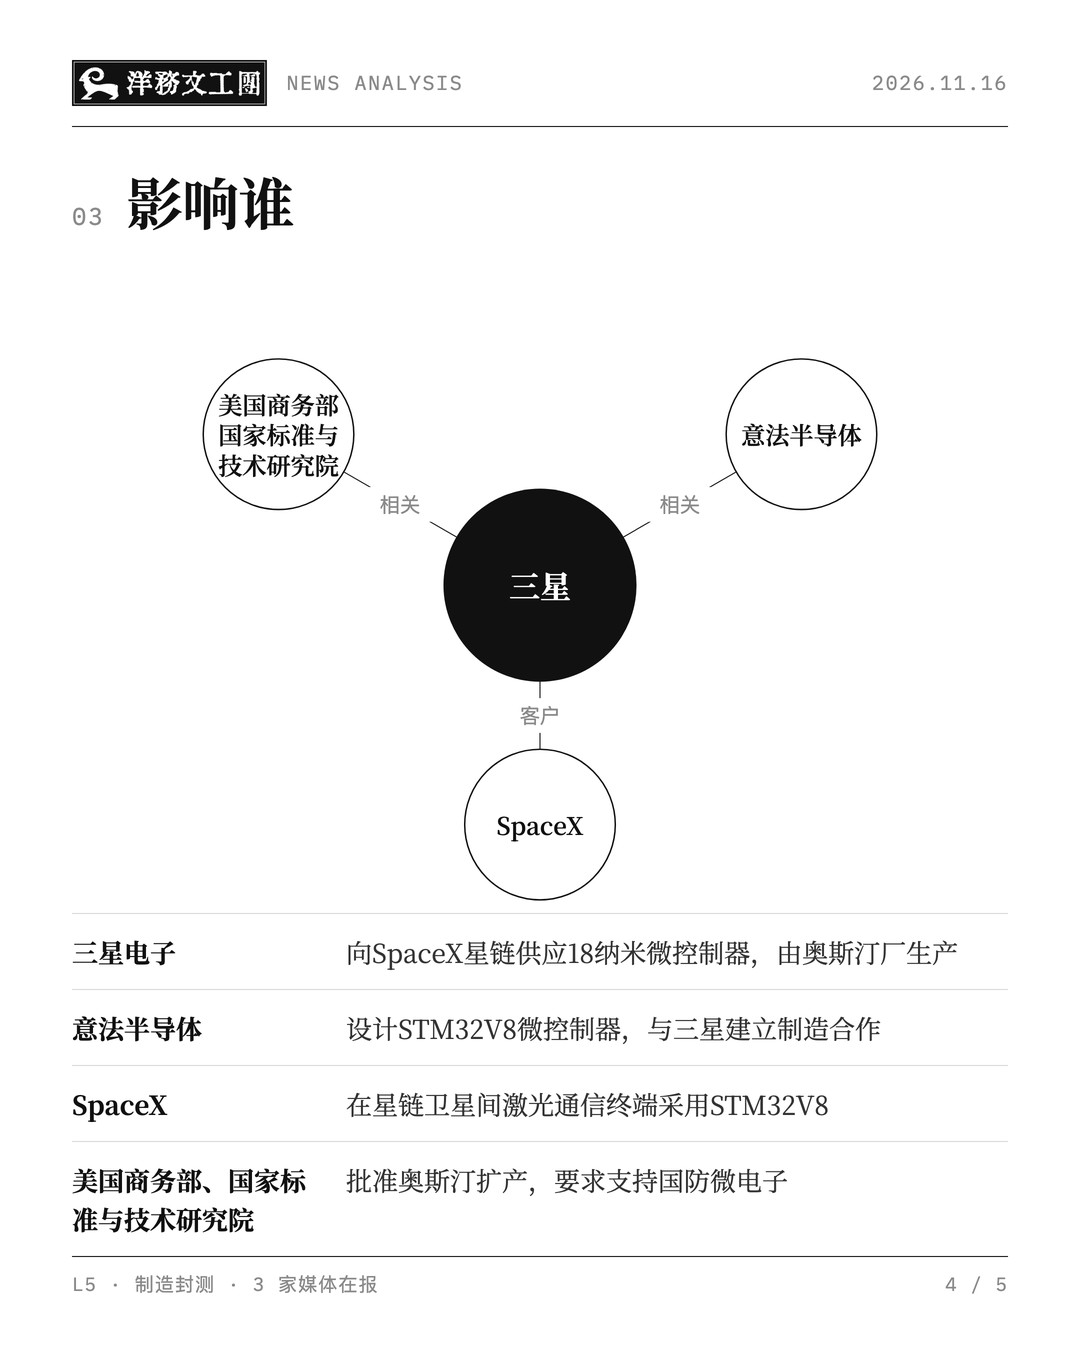 洋務文工團 NEWS ANALYSIS 2026.11.16
03 影响谁
美国商务部
国家标准与
技术研究院
意法半导体
相关
相关
三星
客户
SpaceX
三星电子 向SpaceX星链供应18纳米微控制器，由奥斯汀厂生产
意法半导体 设计STM32V8微控制器，与三星建立制造合作
SpaceX 在星链卫星间激光通信终端采用STM32V8
美国商务部、国家标 批准奥斯汀扩产，要求支持国防微电子
准与技术研究院
L5 · 制造封测 · 3 家媒体在报 4 / 5